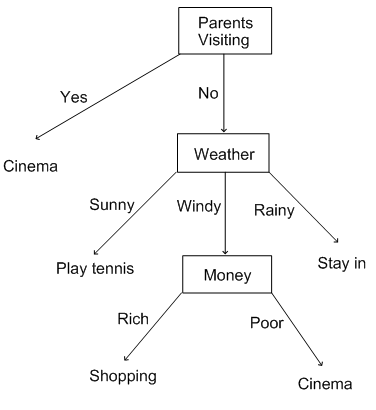 Parents
Visiting
Yes
No
Cinema
Weather
Sunny
Windy
Rainy
Play tennis
Money
Stay in
Rich
Poor
Shopping
Cinema